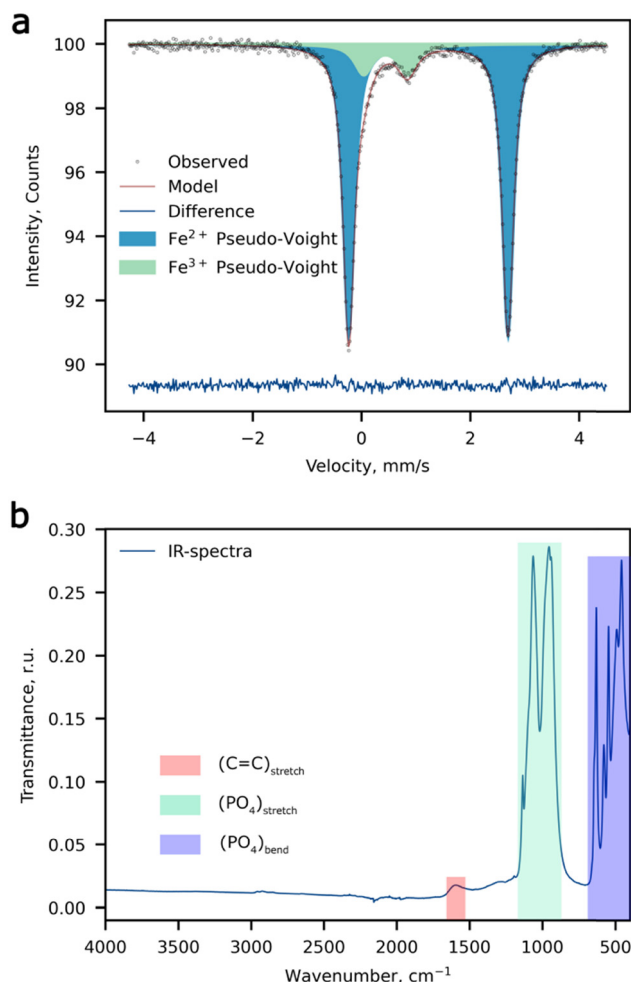 a
100
98
96
94
92
90
Intensity, Counts
Observed
Model
Difference
Fe2+ Pseudo-Voight
Fe3+ Pseudo-Voight
−4 −2 0 2 4
Velocity, mm/s
b
0.30
0.25
0.20
0.15
0.10
0.05
0.00
Transmittance, r.u.
IR-spectra
(C=C)stretch
(PO4)stretch
(PO4)bend
4000 3500 3000 2500 2000 1500 1000 500
Wavenumber, cm−1